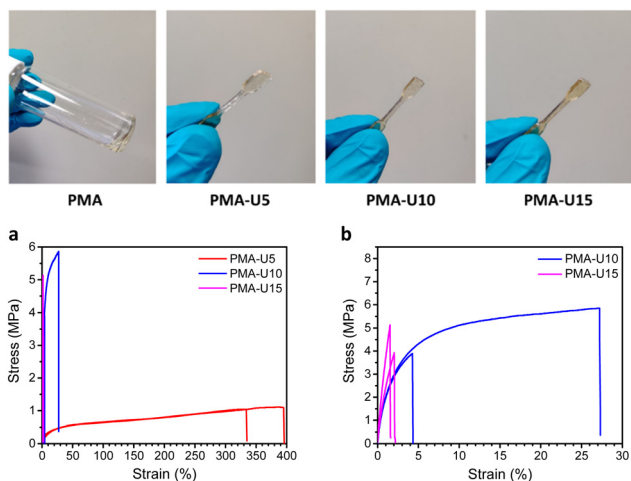 PMA PMA-U5 PMA-U10 PMA-U15
a
6
5
4
3
2
1
0
Stress (MPa)
0 50 100 150 200 250 300 350 400
Strain (%)
PMA-U5
PMA-U10
PMA-U15
b
8
7
6
5
4
3
2
1
0
Stress (MPa)
0 5 10 15 20 25 30
Strain (%)
PMA-U10
PMA-U15